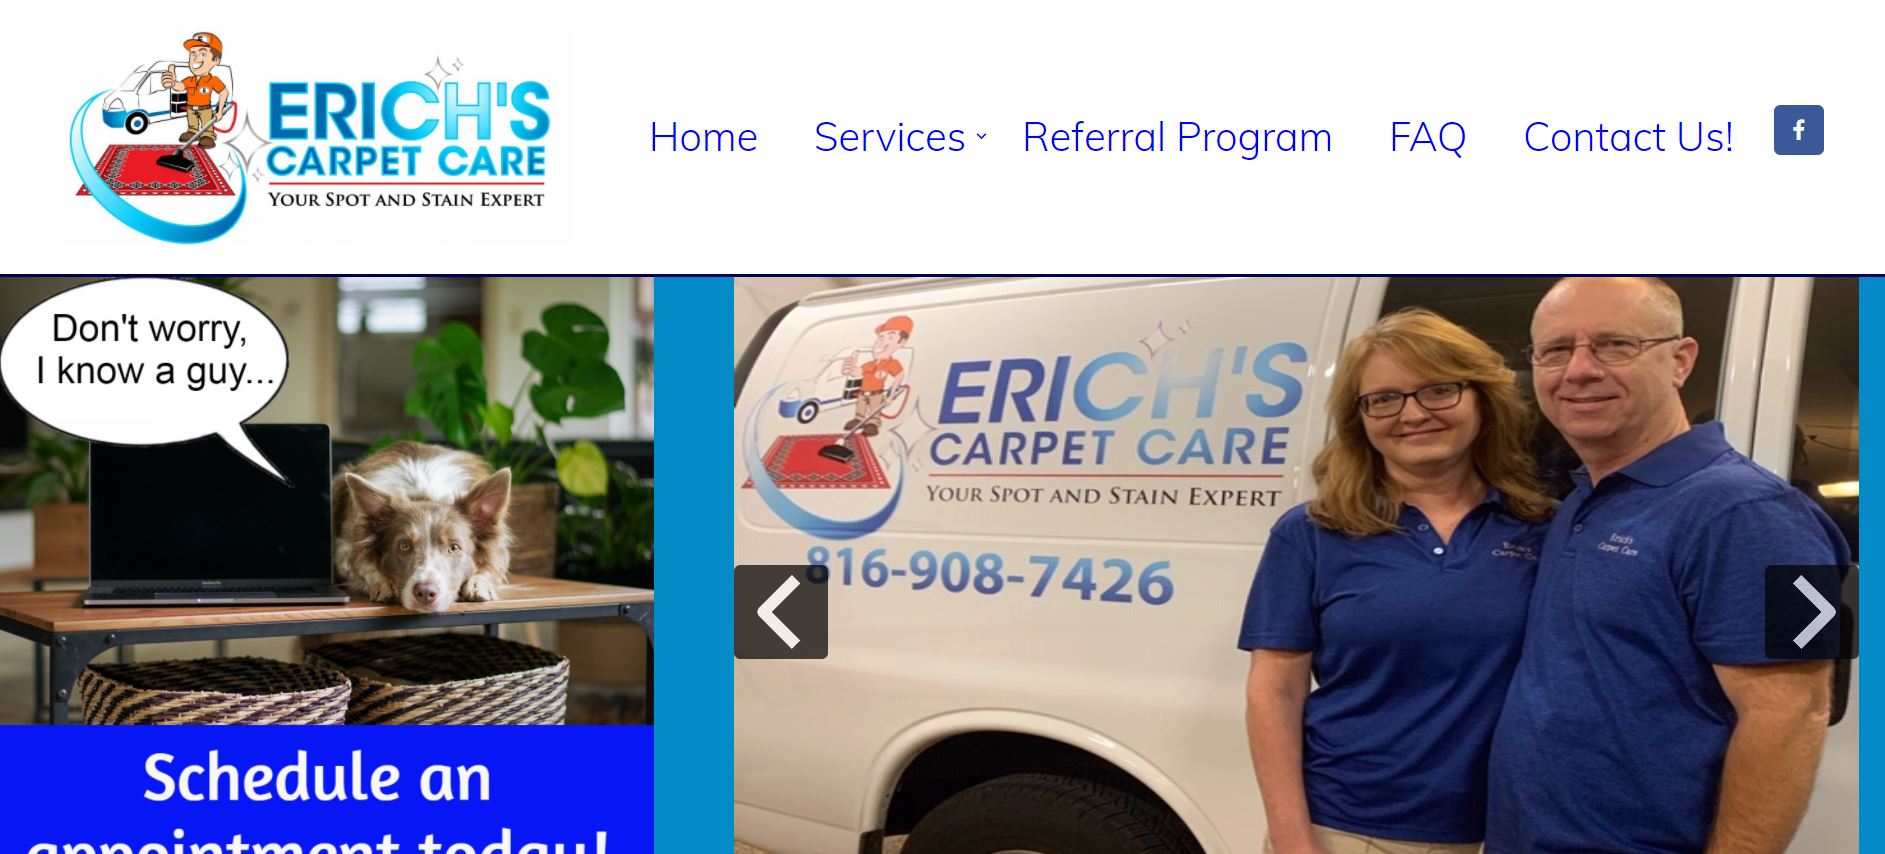 ERICH'S
CARPET CARE
YOUR SPOT AND STAIN EXPERT
Home
Services
Referral Program
FAQ
Contact Us!
f
Don't worry,
I know a guy...
Schedule an
appointment today!
ERICH'S
CARPET CARE
YOUR SPOT AND STAIN EXPERT
816-908-7426
Erich's
Carpet Care
Erich's
Carpet Care